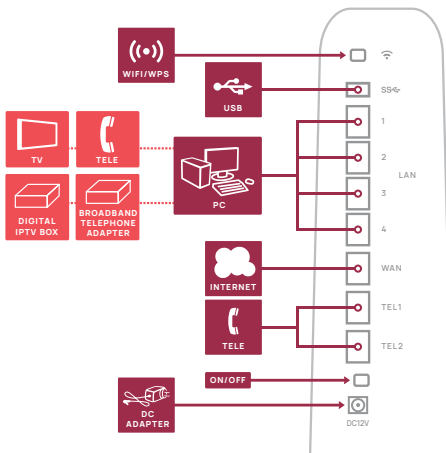 WIFI/WPS
SS
USB
1
TV
TELE
2
LAN
PC
3
DIGITAL
IPTV BOX
BROADBAND
TELEPHONE
ADAPTER
4
INTERNET
WAN
TEL1
TELE
TEL2
ON/OFF
DC
ADAPTER
DC12V